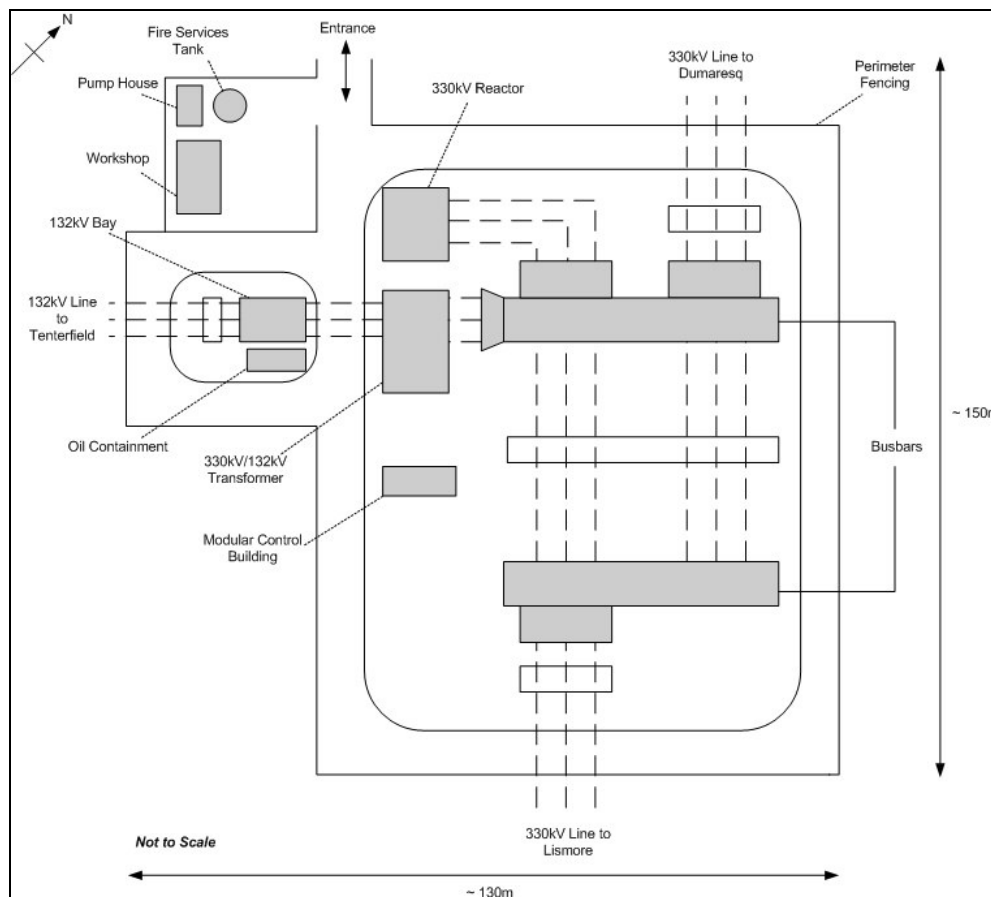 N
Fire Services
Tank
Entrance
330kV Line to
Dumaresq
Perimeter
Fencing
Pump House
330kV Reactor
Workshop
132kV Bay
132kV Line
to
Tenterfield
Oil Containment
330kV/132kV
Transformer
Busbars
~ 150m
Modular Control
Building
Not to Scale
330kV Line to
Lismore
~ 130m